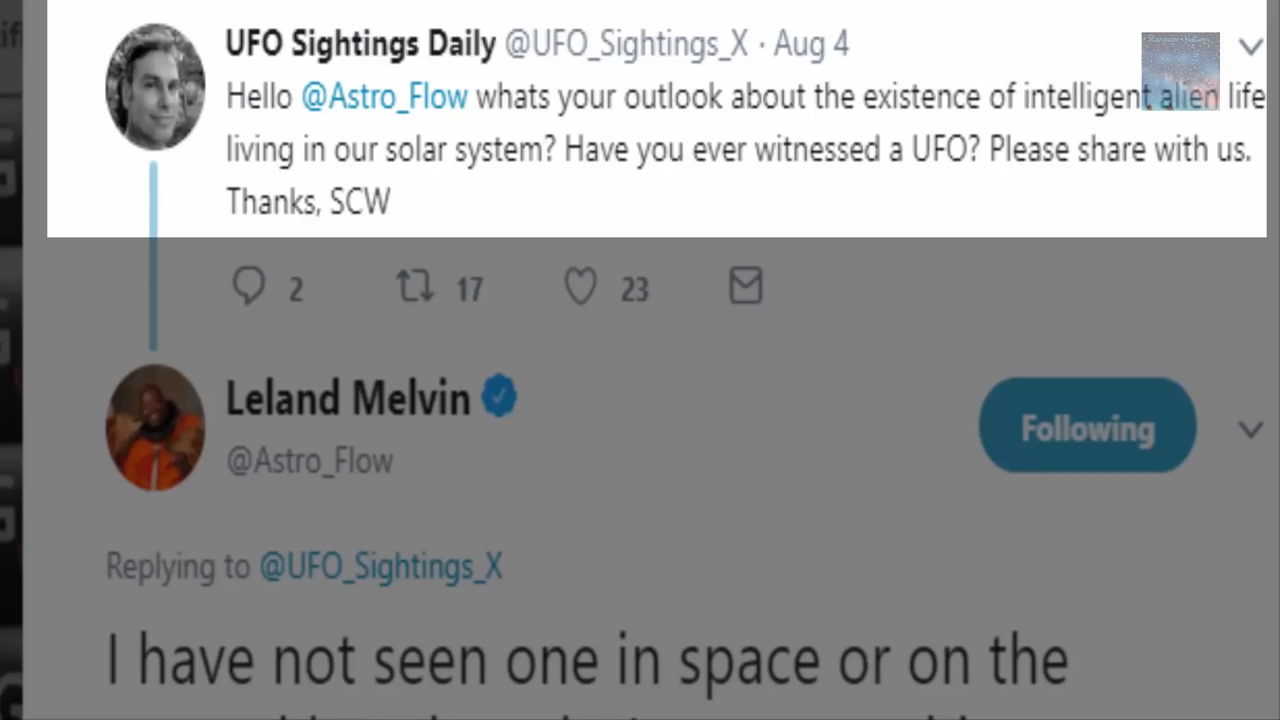 UFO Sightings Daily @UFO_Sightings_X · Aug 4
Hello @Astro_Flow whats your outlook about the existence of intelligent alien life
living in our solar system? Have you ever witnessed a UFO? Please share with us.
Thanks, SCW
2 17 23
Leland Melvin
Following
@Astro_Flow
Replying to @UFO_Sightings_X
I have not seen one in space or on the